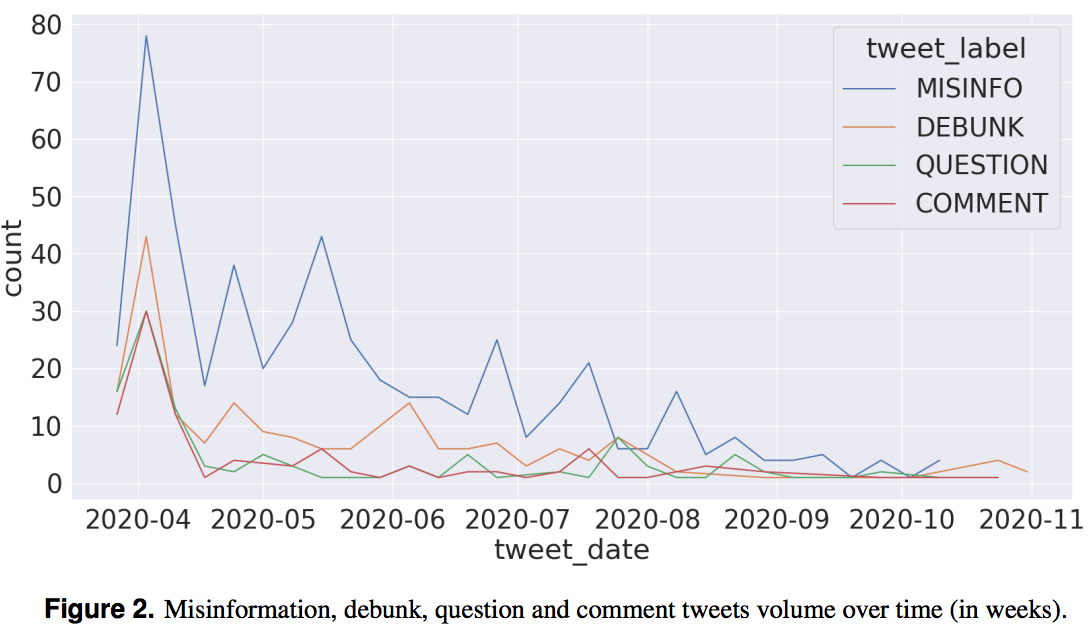 80
70
60
50
40
30
20
10
0
count
tweet_label
MISINFO
DEBUNK
QUESTION
COMMENT
2020-04 2020-05 2020-06 2020-07 2020-08 2020-09 2020-10 2020-11
tweet_date
Figure 2. Misinformation, debunk, question and comment tweets volume over time (in weeks).